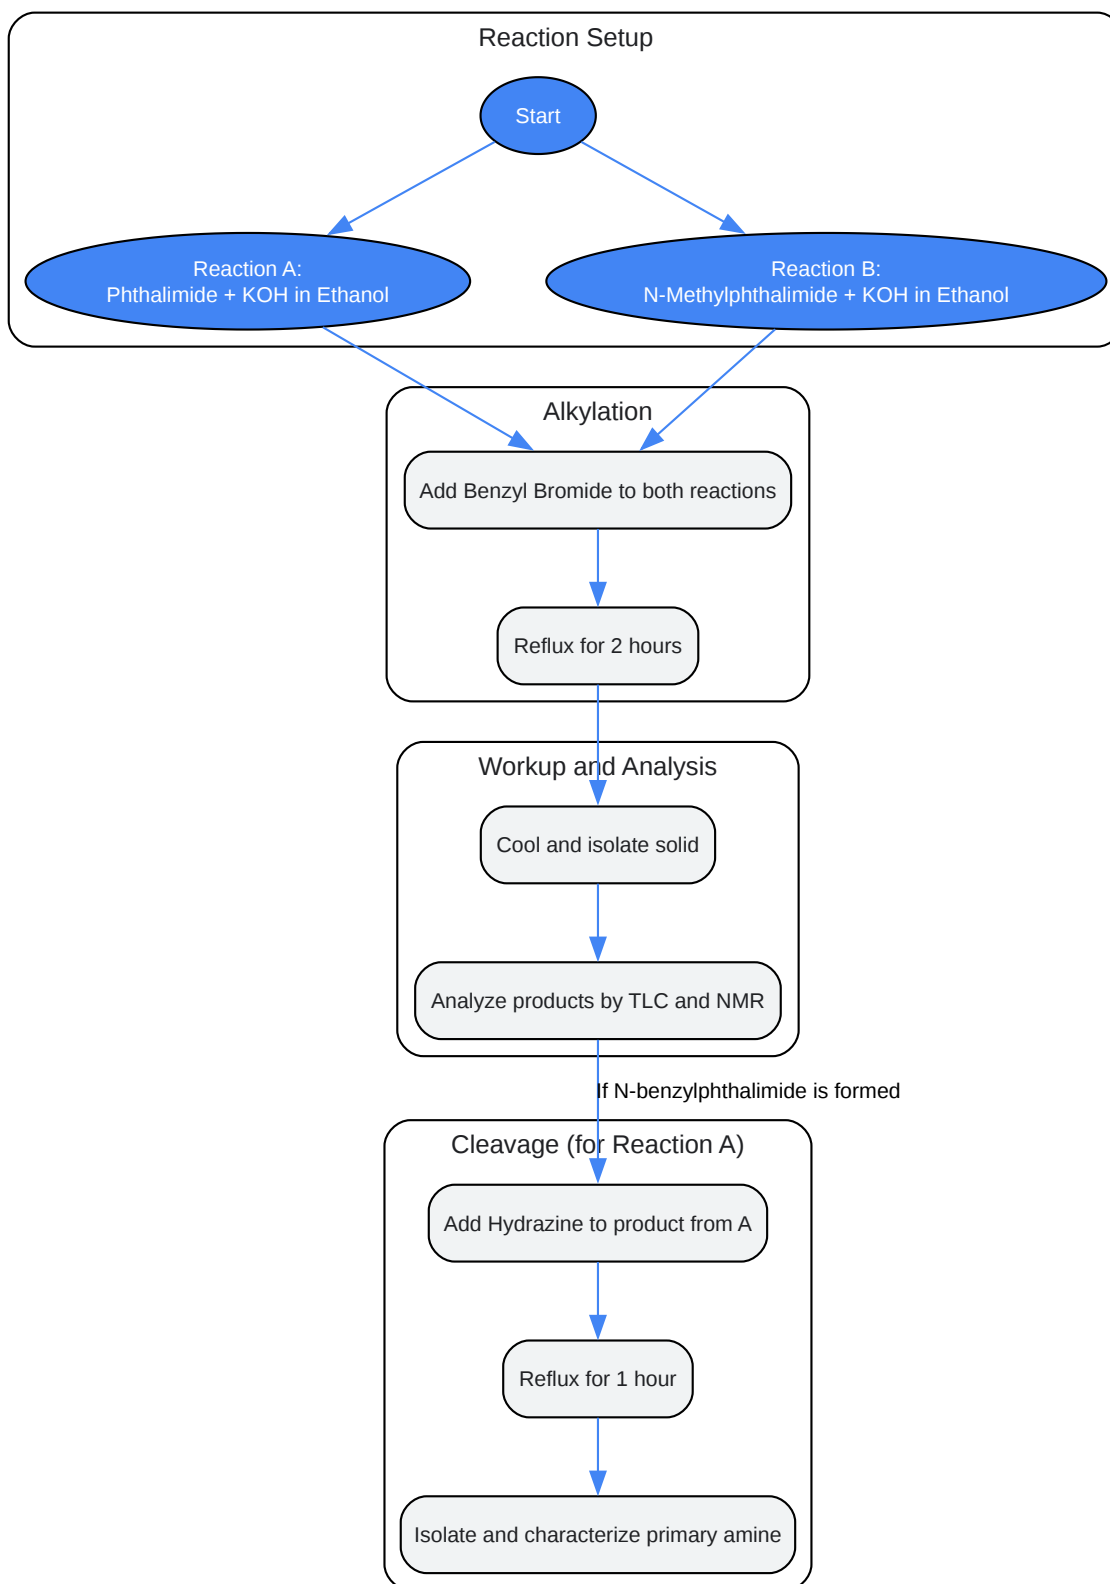 Reaction Setup
Start
Reaction A:
Phthalimide + KOH in Ethanol
Reaction B:
N-Methylphthalimide + KOH in Ethanol
Alkylation
Add Benzyl Bromide to both reactions
Reflux for 2 hours
Workup and Analysis
Cool and isolate solid
Analyze products by TLC and NMR
If N-benzylphthalimide is formed
Cleavage (for Reaction A)
Add Hydrazine to product from A
Reflux for 1 hour
Isolate and characterize primary amine